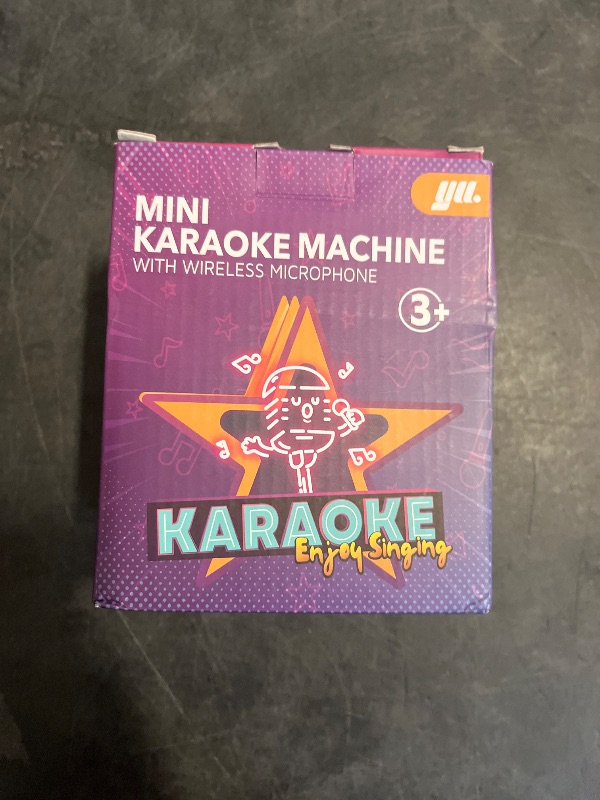 yu.
MINI
KARAOKE MACHINE
WITH WIRELESS MICROPHONE
3+
KARAOKE
Enjoy Singing